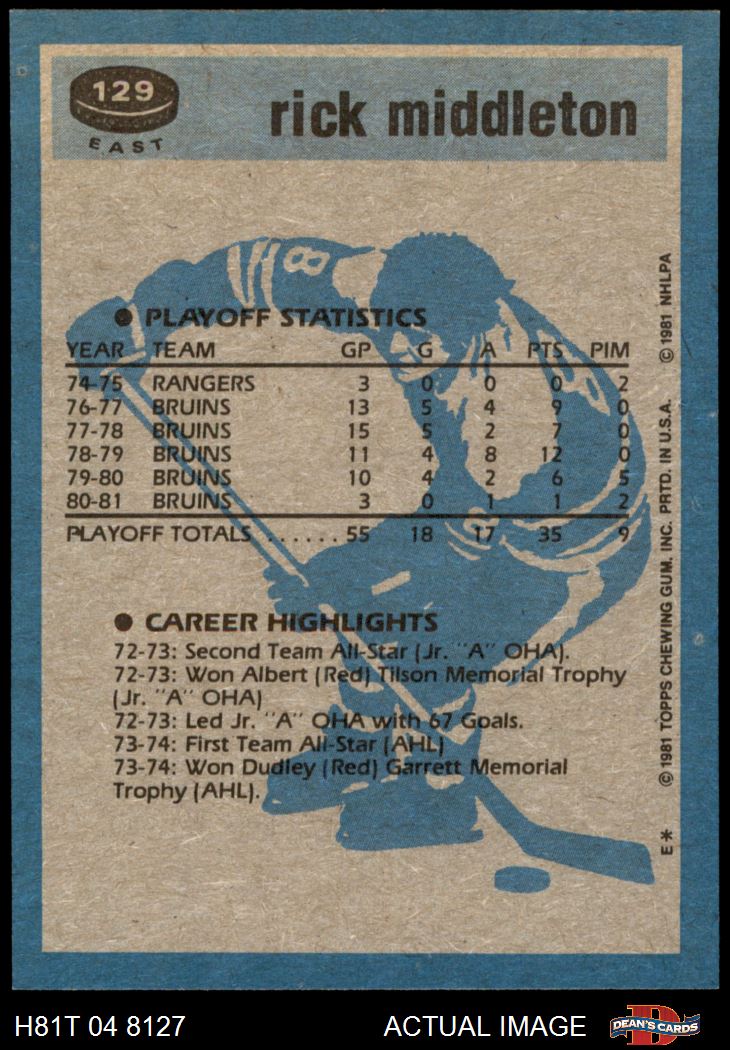 129
EAST
rick middleton
● PLAYOFF STATISTICS
YEAR TEAM GP G A PTS PIM
74-75 RANGERS 3 0 0 0 2
76-77 BRUINS 13 5 4 9 0
77-78 BRUINS 15 5 2 7 0
78-79 BRUINS 11 4 8 12 0
79-80 BRUINS 10 4 2 6 5
80-81 BRUINS 3 0 1 1 2
PLAYOFF TOTALS ...... 55 18 17 35 9
● CAREER HIGHLIGHTS
72-73: Second Team All-Star (Jr. "A" OHA).
72-73: Won Albert (Red) Tilson Memorial Trophy
(Jr. "A" OHA)
72-73: Led Jr. "A" OHA with 67 Goals.
73-74: First Team All-Star (AHL)
73-74: Won Dudley (Red) Garrett Memorial
Trophy (AHL).
E* © 1981 TOPPS CHEWING GUM. INC. PRTD. IN U.S.A. © 1981 NHLPA
8
H81T 04 8127
ACTUAL IMAGE
D
DEAN'S CARDS